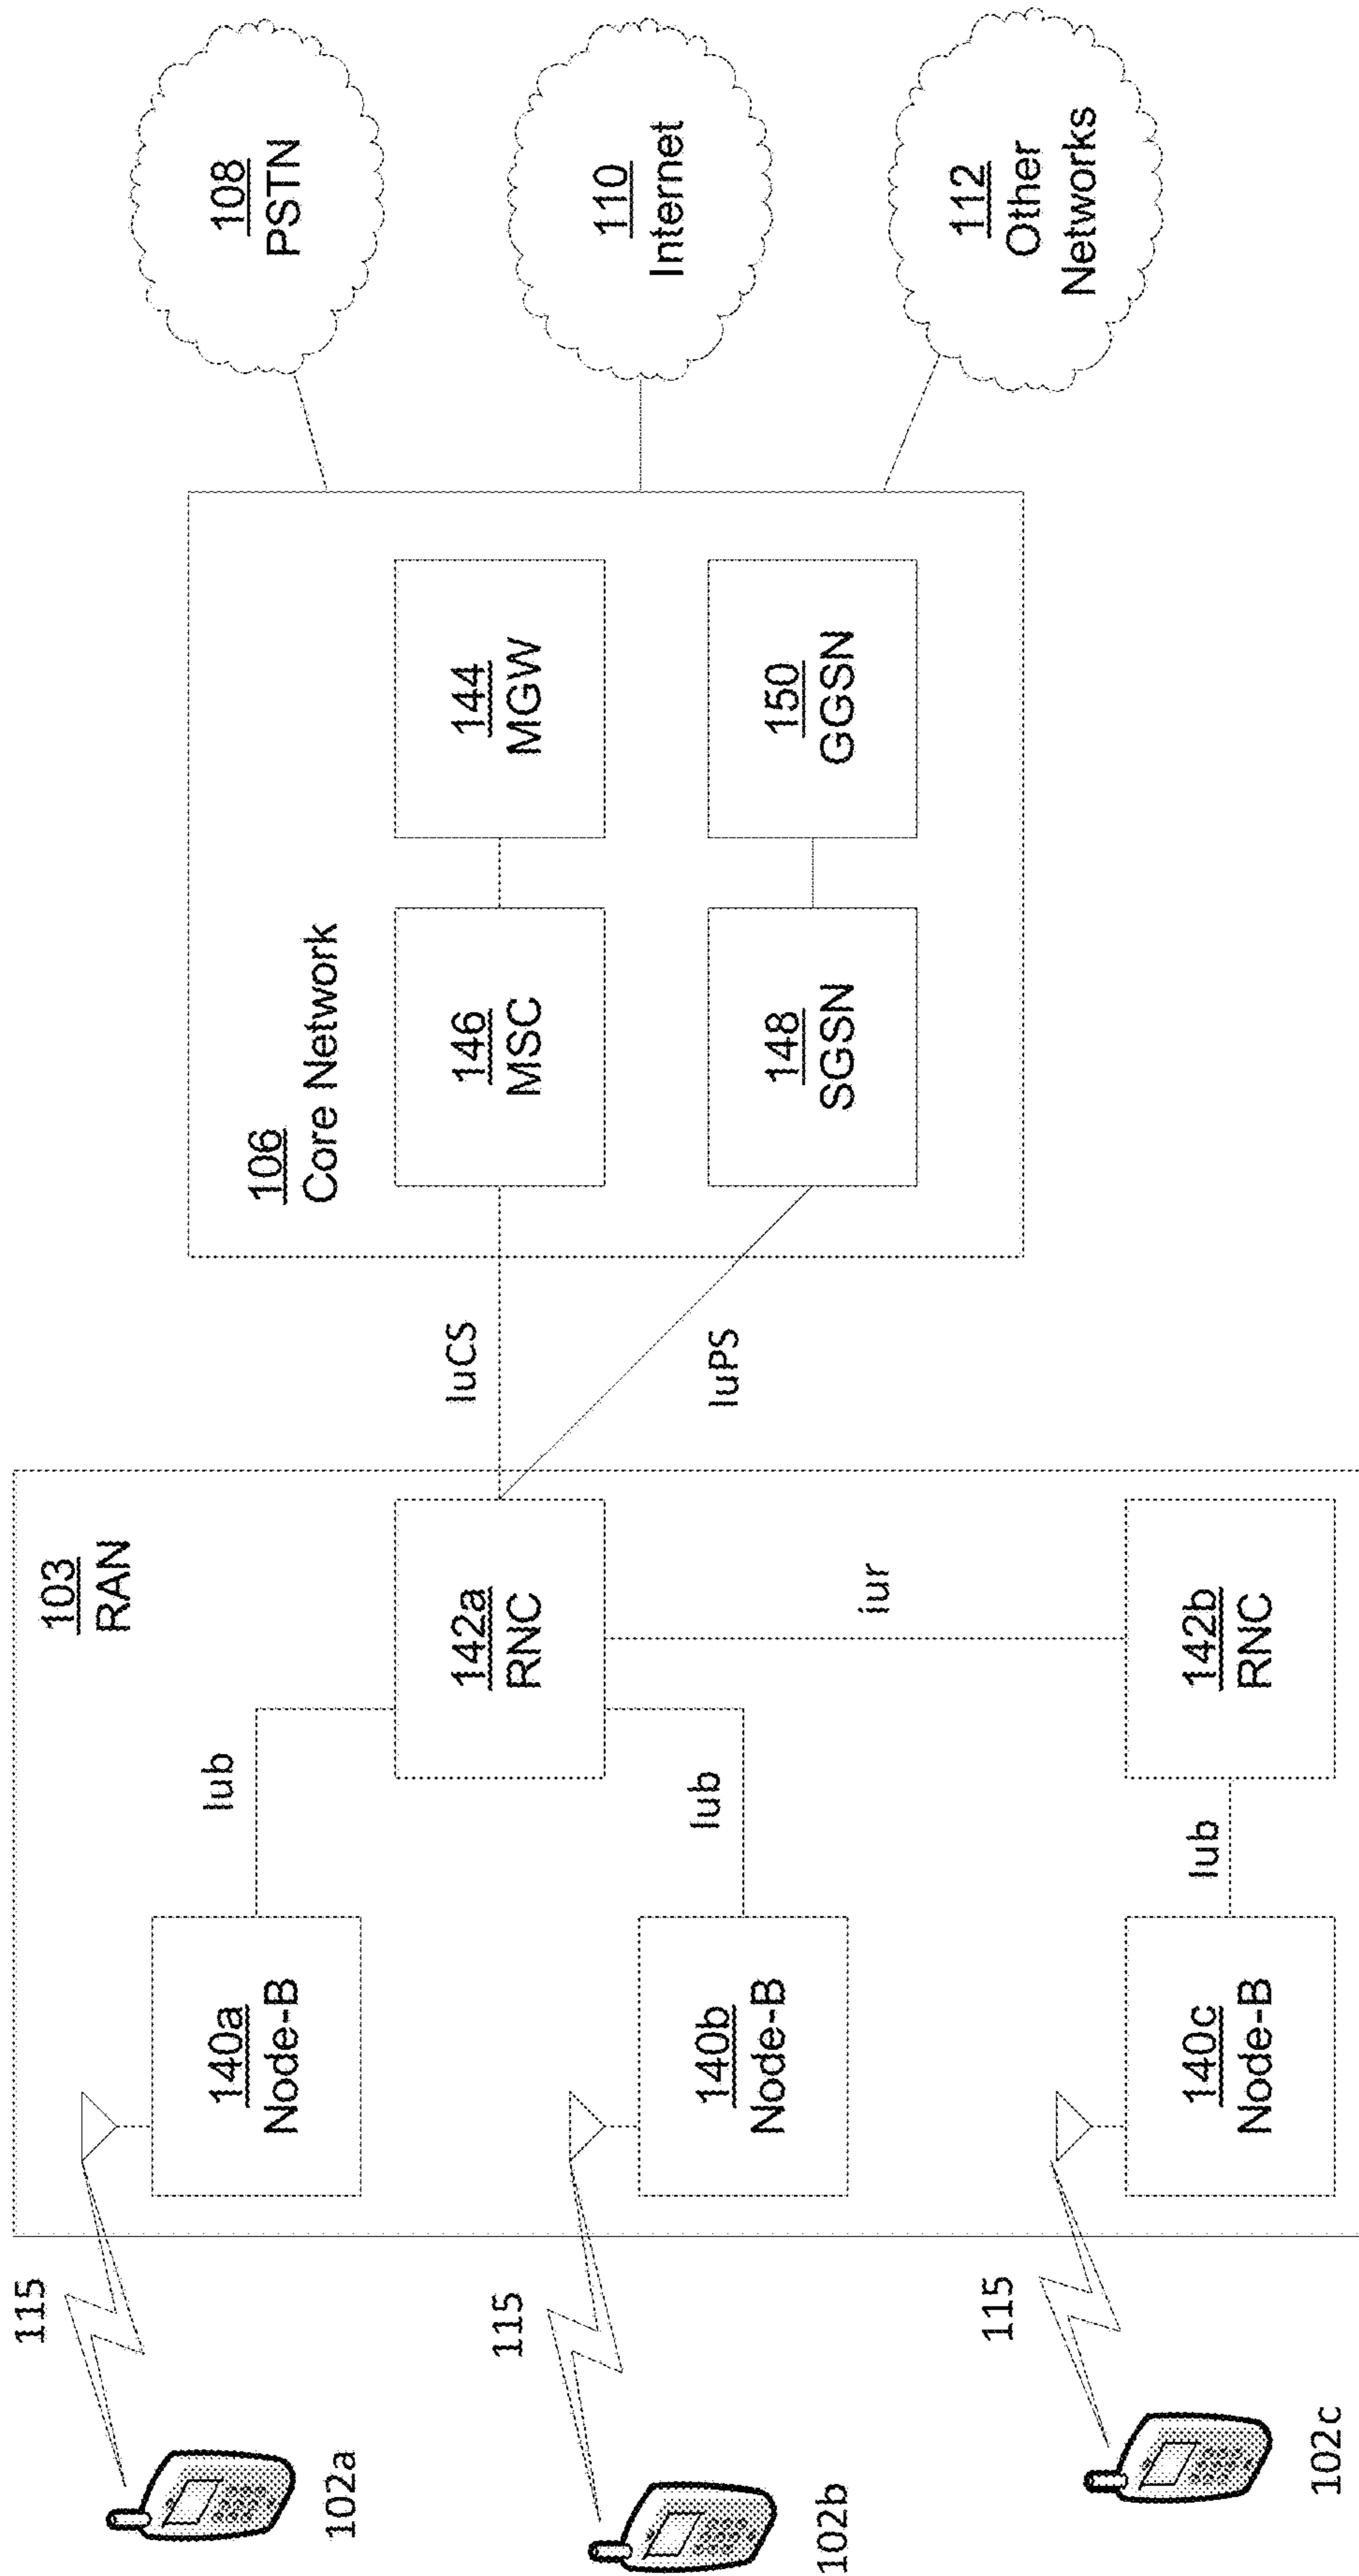 115
102a
115
102b
115
102c
103
RAN
140a
Node-B
Iub
142a
RNC
140b
Node-B
Iub
iur
140c
Node-B
Iub
142b
RNC
IuCS
IuPS
106
Core Network
146
MSC
144
MGW
148
SGSN
150
GGSN
108
PSTN
110
Internet
112
Other
Networks